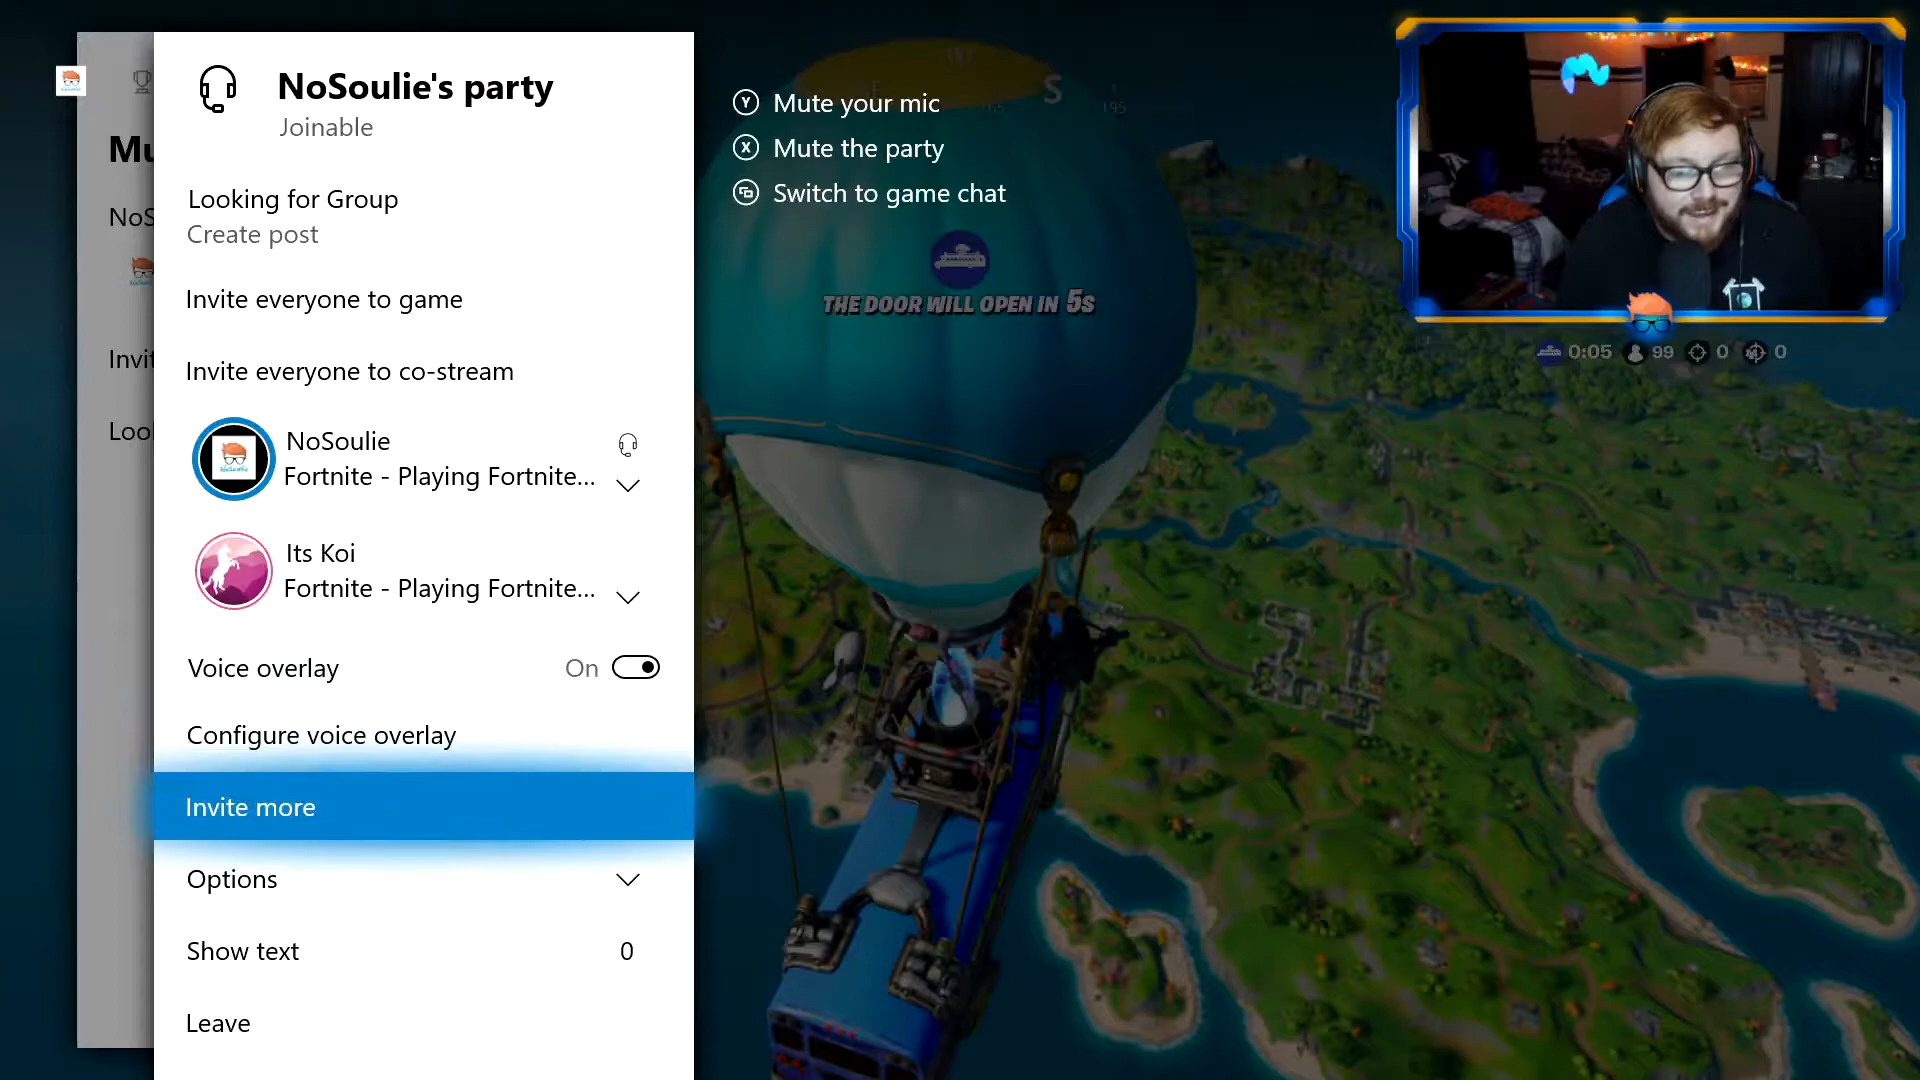 NoSoulie's party
Joinable
Looking for Group
Create post
Invite everyone to game
Invite everyone to co-stream
NoSoulie
Fortnite - Playing Fortnite...
Its Koi
Fortnite - Playing Fortnite...
Voice overlay On
Configure voice overlay
Invite more
Options
Show text 0
Leave
Mu
NoS
Invit
Loo
Y Mute your mic
X Mute the party
Switch to game chat
S
165
195
THE DOOR WILL OPEN IN 5S
0:05 99 0 0